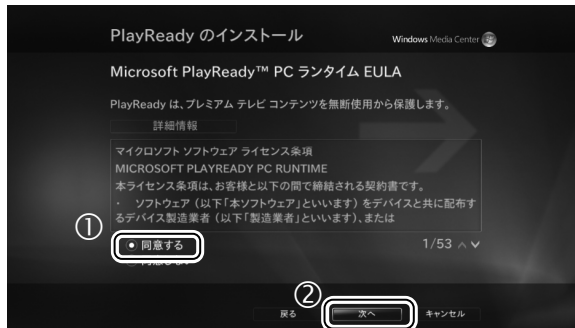 PlayReady のインストール
Windows Media Center
Microsoft PlayReady™ PC ランタイム EULA
PlayReady は、プレミアム テレビ コンテンツを無断使用から保護します。
詳細情報
マイクロソフト ソフトウェア ライセンス条項
MICROSOFT PLAYREADY PC RUNTIME
本ライセンス条項は、お客様と以下の間で締結される契約書です。
· ソフトウェア (以下「本ソフトウェア」といいます) をデバイスと共に配布す
るデバイス製造業者 (以下「製造業者」といいます)、または
①
同意する
1/53
②
戻る 次へ キャンセル